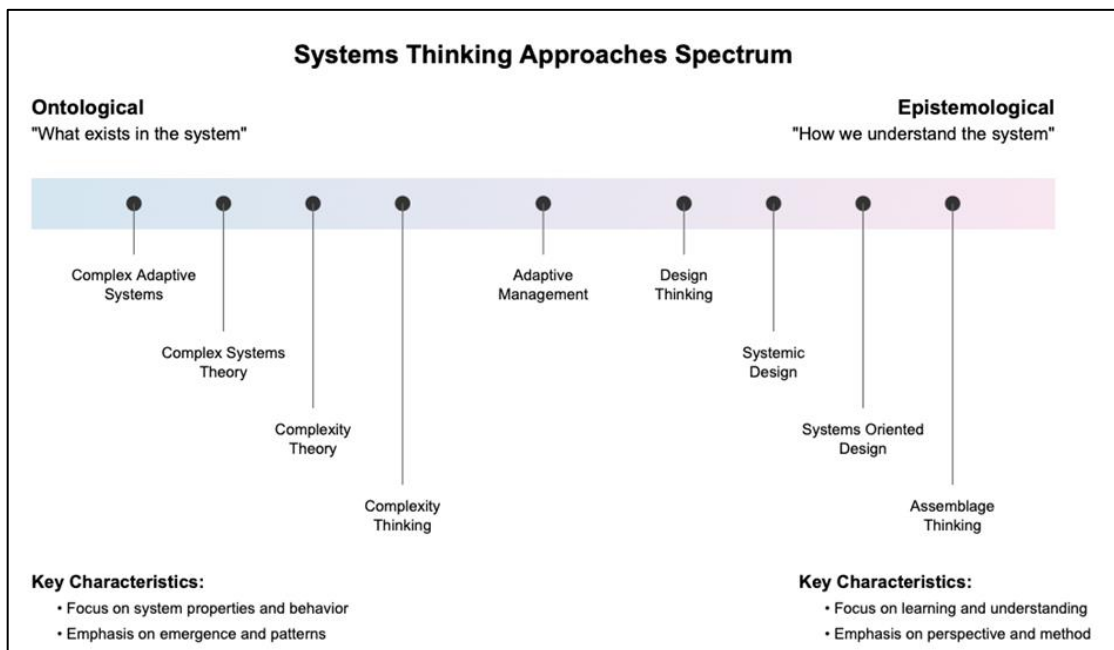 Systems Thinking Approaches Spectrum
Ontological
"What exists in the system"
Epistemological
"How we understand the system"
Complex Adaptive
Systems
Complex Systems
Theory
Complexity
Theory
Complexity
Thinking
Adaptive
Management
Design
Thinking
Systemic
Design
Systems Oriented
Design
Assemblage
Thinking
Key Characteristics:
• Focus on system properties and behavior
• Emphasis on emergence and patterns
Key Characteristics:
• Focus on learning and understanding
• Emphasis on perspective and method